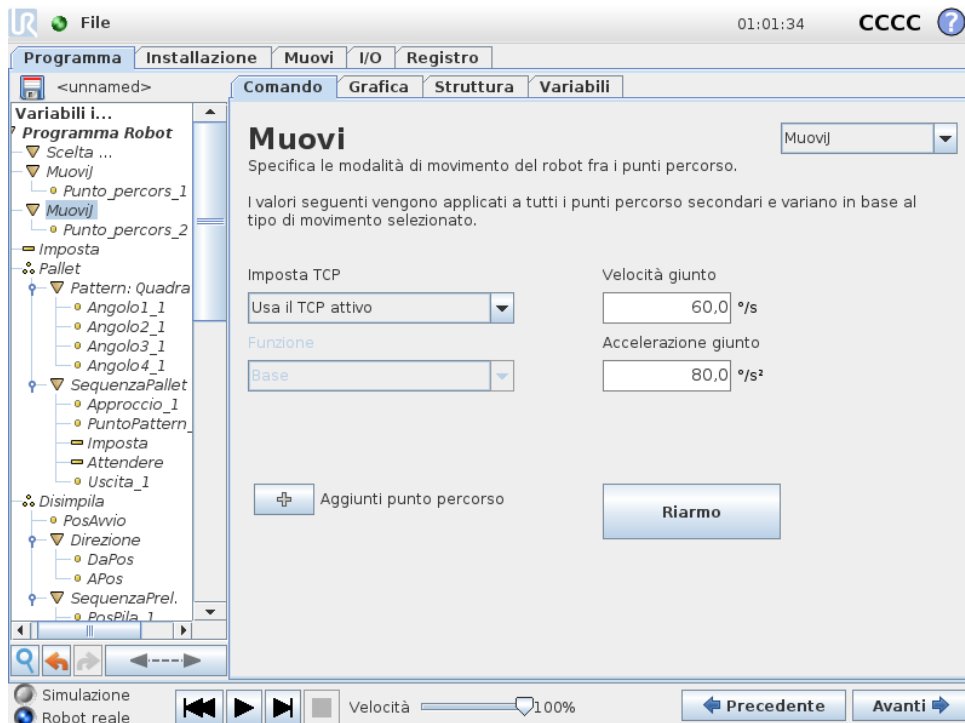 UR File 01:01:34 CCCC ?
Programma Installazione Muovi I/O Registro
<unnamed>
Comando Grafica Struttura Variabili
Variabili i...
Programma Robot
Scelta ...
MuoviJ
Punto_percors_1
MuoviJ
Punto_percors_2
Imposta
Pallet
Pattern: Quadra
Angolo1_1
Angolo2_1
Angolo3_1
Angolo4_1
SequenzaPallet
Approccio_1
PuntoPattern_
Imposta
Attendere
Uscita_1
Disimpila
PosAvvio
Direzione
DaPos
APos
SequenzaPrel.
PosPila_1
Muovi
MuoviJ
Specifica le modalità di movimento del robot fra i punti percorso.
I valori seguenti vengono applicati a tutti i punti percorso secondari e variano in base al
tipo di movimento selezionato.
Imposta TCP
Usa il TCP attivo
Funzione
Base
Velocità giunto
60,0 °/s
Accelerazione giunto
80,0 °/s²
Aggiunti punto percorso
Riarmo
Simulazione
Robot reale
Velocità 100%
Precedente
Avanti